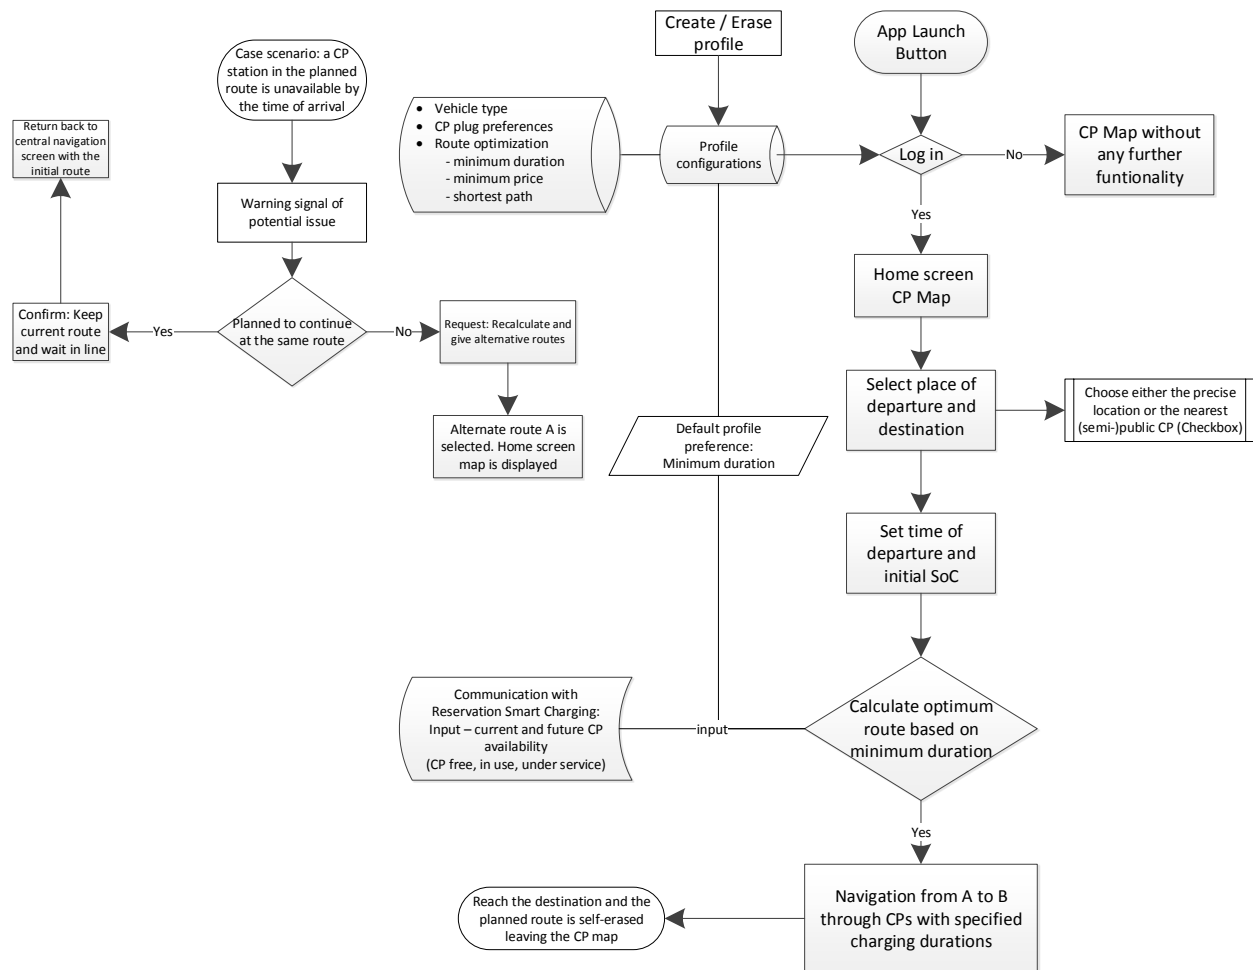 Case scenario: a CP
station in the planned
route is unavailable by
the time of arrival
Return back to
central navigation
screen with the
initial route
Warning signal of
potential issue
Planned to continue
at the same route
Yes
No
Confirm: Keep
current route
and wait in line
Request: Recalculate and
give alternative routes
Alternate route A is
selected. Home screen
map is displayed
Create / Erase
profile
• Vehicle type
• CP plug preferences
• Route optimization
- minimum duration
- minimum price
- shortest path
Profile
configurations
Default profile
preference:
Minimum duration
App Launch
Button
Log in
No
CP Map without
any further
funtionality
Yes
Home screen
CP Map
Select place of
departure and
destination
Choose either the precise
location or the nearest
(semi-)public CP (Checkbox)
Set time of
departure and
initial SoC
Calculate optimum
route based on
minimum duration
input
Communication with
Reservation Smart Charging:
Input – current and future CP
availability
(CP free, in use, under service)
Yes
Navigation from A to B
through CPs with specified
charging durations
Reach the destination and the
planned route is self-erased
leaving the CP map